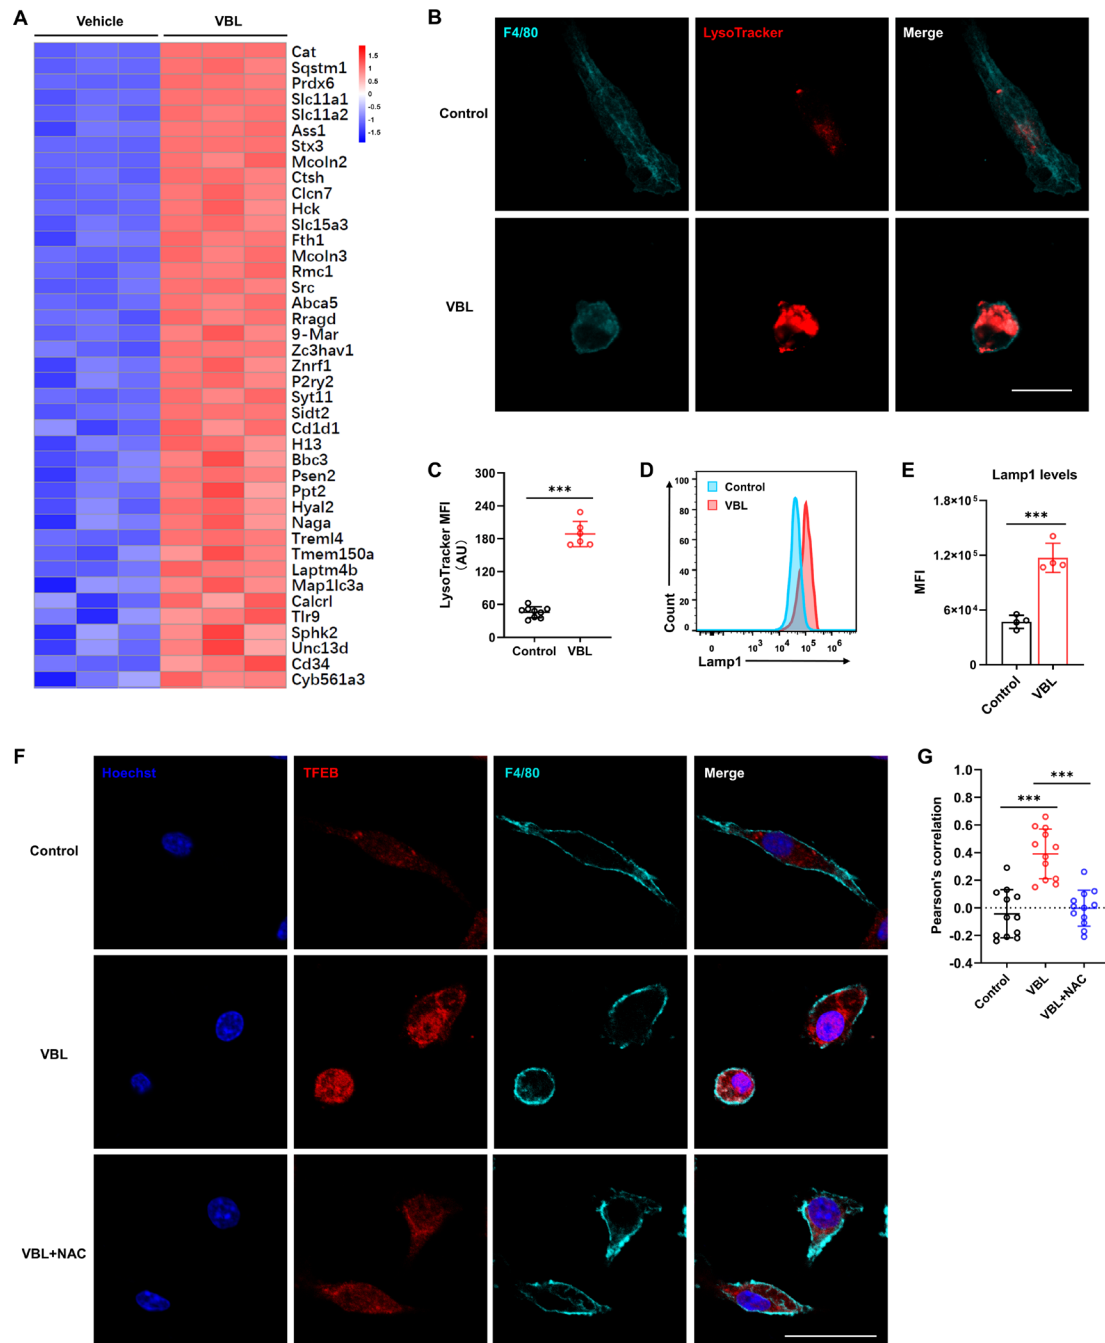 A
Vehicle
VBL
Cat
Sqstm1
Prdx6
Slc11a1
Slc11a2
Ass1
Stx3
Mcoln2
Ctsh
Clcn7
Hck
Slc15a3
Fth1
Mcoln3
Rmc1
Src
Abca5
Rragd
9-Mar
Zc3hav1
Znrf1
P2ry2
Syt11
Sidt2
Cd1d1
H13
Bbc3
Psen2
Ppt2
Hyal2
Naga
Treml4
Tmem150a
Laptm4b
Map1lc3a
Calcrl
Tlr9
Sphk2
Unc13d
Cd34
Cyb561a3
1.5
1
0.5
0
-0.5
-1
-1.5
B
F4/80
LysoTracker
Merge
Control
VBL
C
LysoTracker MFI
(AU)
300
240
180
120
60
0
***
Control
VBL
D
Count
100
80
60
40
20
0
Control
VBL
0
10³
10⁴
10⁵
10⁶
Lamp1
E
Lamp1 levels
MFI
1.8×10⁵
1.2×10⁵
6×10⁴
0
***
Control
VBL
F
Hoechst
TFEB
F4/80
Merge
Control
VBL
VBL+NAC
G
Pearson's correlation
1.0
0.8
0.6
0.4
0.2
0.0
-0.2
-0.4
***
***
Control
VBL
VBL+NAC